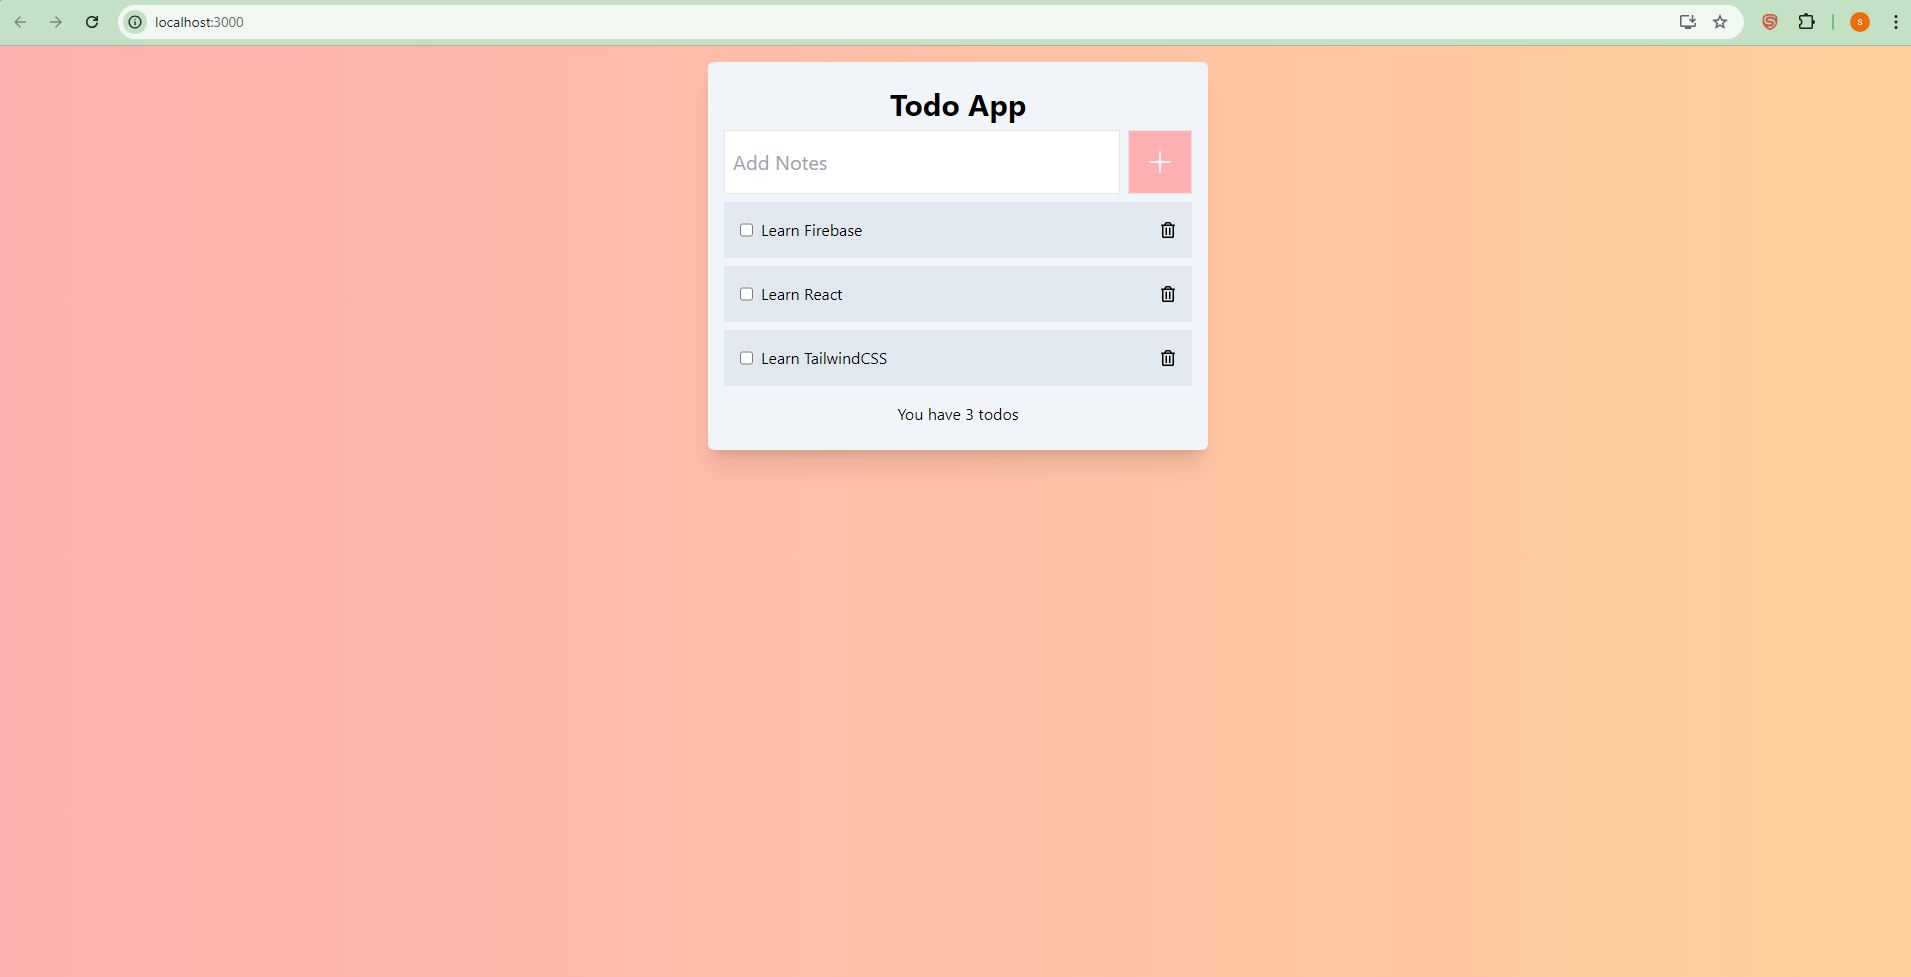 localhost:3000
s
Todo App
Add Notes
Learn Firebase
Learn React
Learn TailwindCSS
You have 3 todos